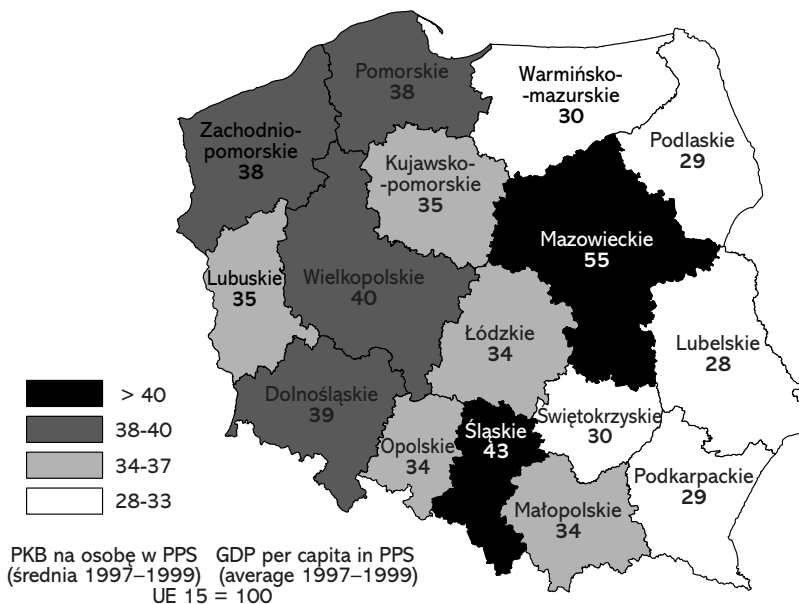 Pomorskie
38
Warmińsko-
-mazurskie
30
Podlaskie
29
Zachodnio-
pomorskie
38
Kujawsko-
-pomorskie
35
Mazowieckie
55
Lubuskie
35
Wielkopolskie
40
Łódzkie
34
Lubelskie
28
Dolnośląskie
39
Opolskie
34
Śląskie
43
Świętokrzyskie
30
Małopolskie
34
Podkarpackie
29
> 40
38-40
34-37
28-33
PKB na osobę w PPS GDP per capita in PPS
(średnia 1997–1999) (average 1997–1999)
UE 15 = 100